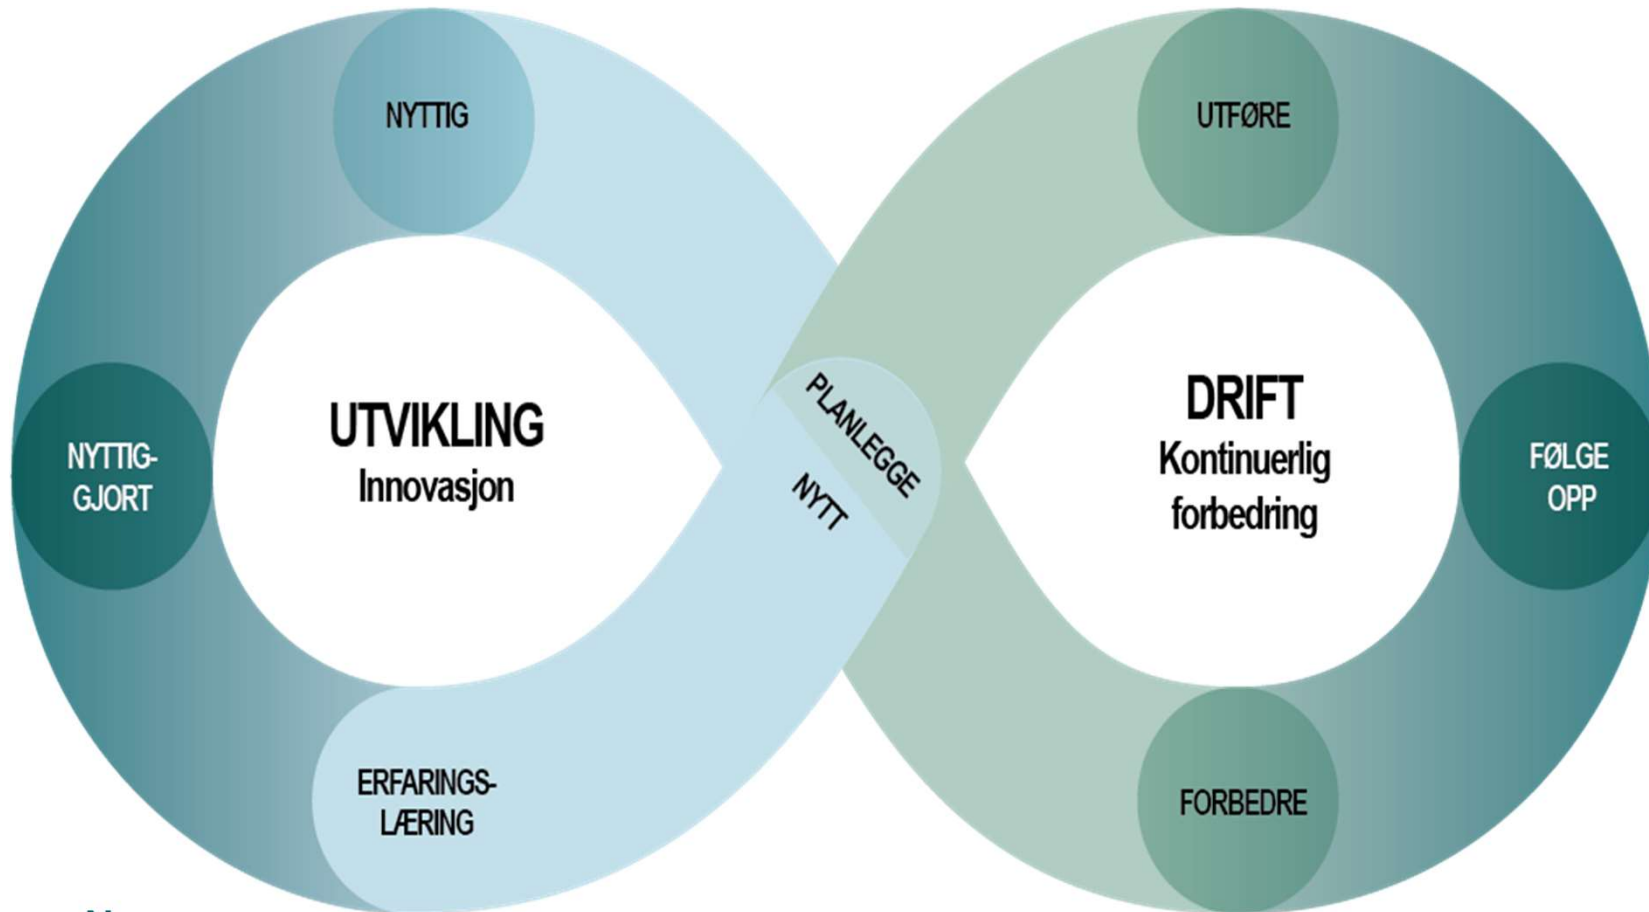 NYTTIG
UTFØRE
UTVIKLING
Innovasjon
PLANLEGGE
NYTT
DRIFT
Kontinuerlig
forbedring
NYTTIG-
GJORT
FØLGE
OPP
ERFARINGS-
LÆRING
FORBEDRE